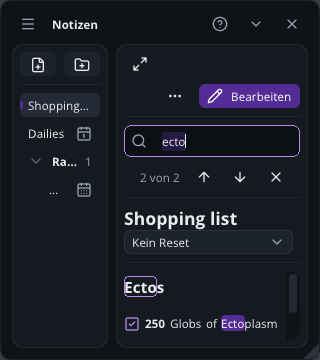 Notizen
Shopping...
Dailies
Ra... 1
...
...
Bearbeiten
ecto
2 von 2
Shopping list
Kein Reset
Ectos
250 Globs of Ectoplasm